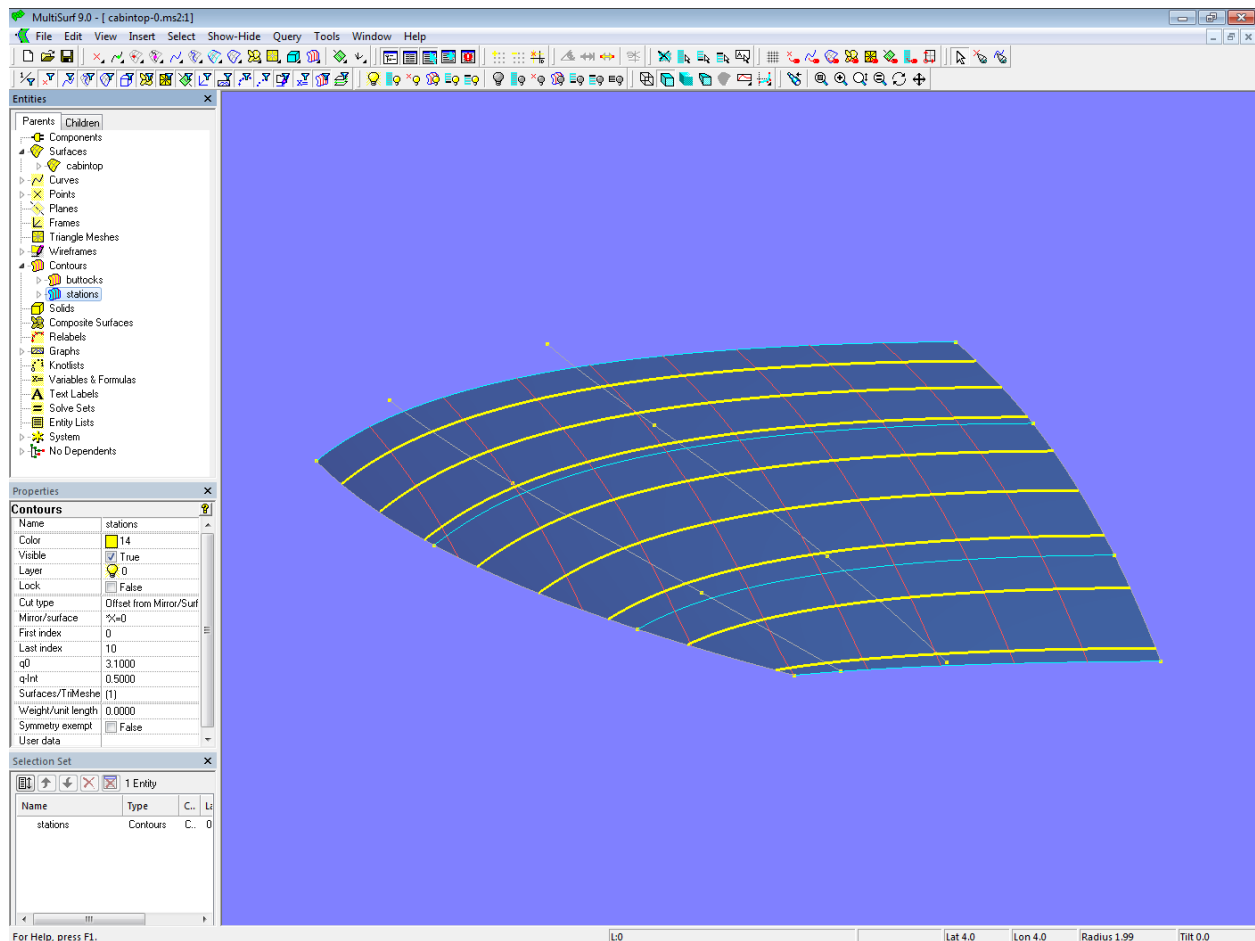 MultiSurf 9.0 - [ cabintop-0.ms2:1]
File Edit View Insert Select Show-Hide Query Tools Window Help
Entities
Parents Children
Components
Surfaces
cabintop
Curves
Points
Planes
Frames
Triangle Meshes
Wireframes
Contours
buttocks
stations
Solids
Composite Surfaces
Relabels
Graphs
Knotlists
Variables & Formulas
Text Labels
Solve Sets
Entity Lists
System
No Dependents
Properties
Contours
Name stations
Color 14
Visible True
Layer 0
Lock False
Cut type Offset from Mirror/Surf
Mirror/surface *X=0
First index 0
Last index 10
q0 3.1000
q-Int 0.5000
Surfaces/TriMeshe (1)
Weight/unit length 0.0000
Symmetry exempt False
User data
Selection Set
1 Entity
Name Type C.. La
stations Contours C.. 0
For Help, press F1. L:0 Lat 4.0 Lon 4.0 Radius 1.99 Tilt 0.0